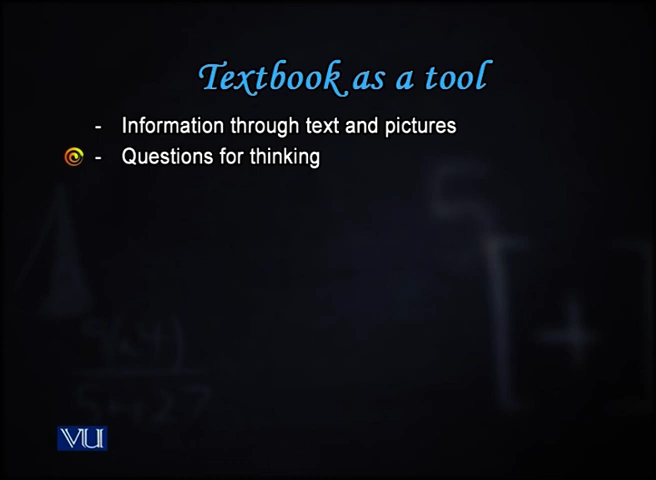 Textbook as a tool
- Information through text and pictures
- Questions for thinking
VU